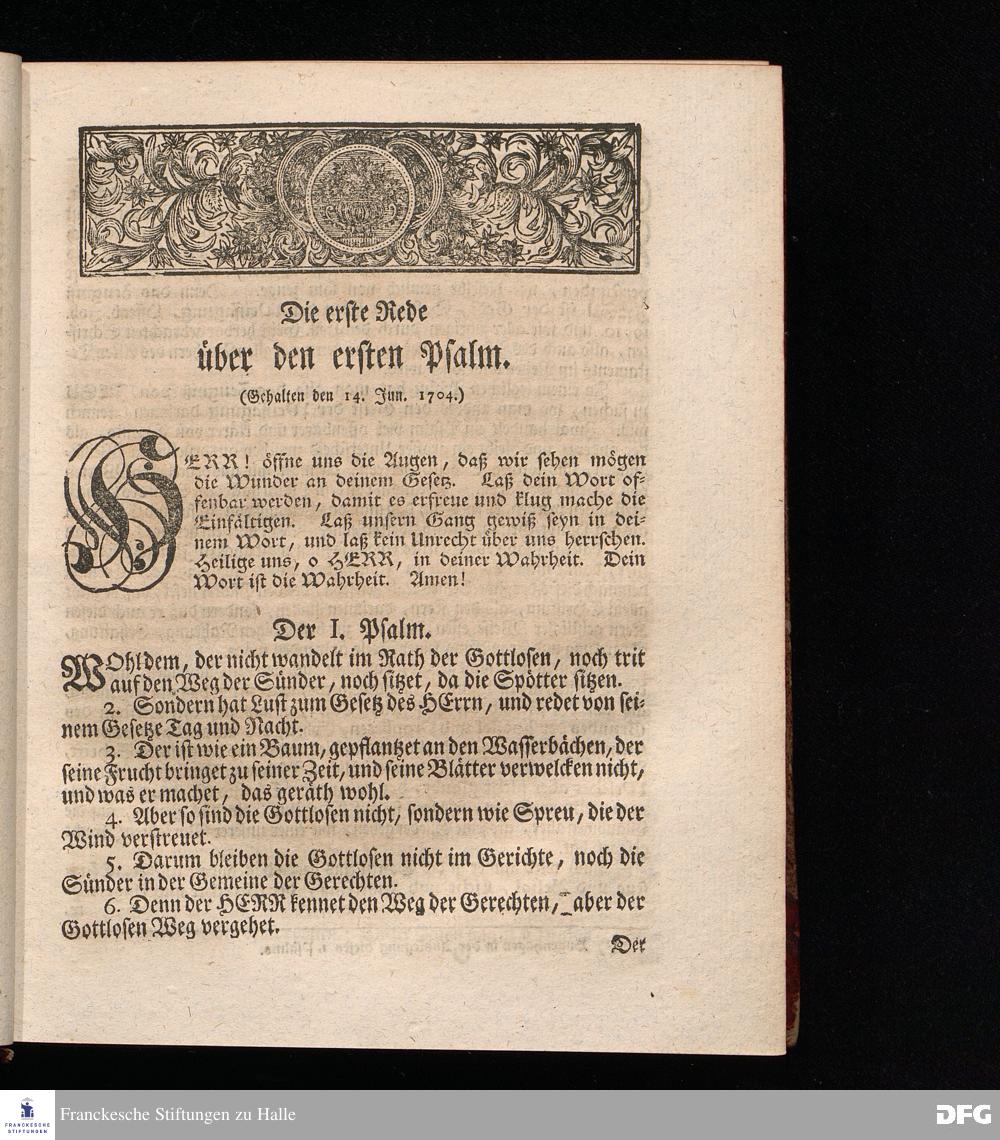 Die erste Rede
über den ersten Psalm.
(Gehalten den 14. Jun. 1704.)
HERR! öffne uns die Augen, daß wir sehen mögen
die Wunder an deinem Gesetz. Laß dein Wort of-
fenbar werden, damit es erfreue und klug mache die
Einfältigen. Laß unsern Gang gewiß seyn in dei-
nem Wort, und laß kein Unrecht über uns herrschen.
Heilige uns, o HERR, in deiner Wahrheit. Dein
Wort ist die Wahrheit. Amen!
Der I. Psalm.
WOhl dem, der nicht wandelt im Rath der Gottlosen, noch trit
auf den Weg der Sünder, noch sitzet, da die Spötter sitzen.
2. Sondern hat Lust zum Gesetz des HErrn, und redet von sei-
nem Gesetze Tag und Nacht.
3. Der ist wie ein Baum, gepflantzet an den Wasserbächen, der
seine Frucht bringet zu seiner Zeit, und seine Blätter verwelcken nicht,
und was er machet, das geräth wohl.
4. Aber so sind die Gottlosen nicht, sondern wie Spreu, die der
Wind verstreuet.
5. Darum bleiben die Gottlosen nicht im Gerichte, noch die
Sünder in der Gemeine der Gerechten.
6. Denn der HERR kennet den Weg der Gerechten, aber der
Gottlosen Weg vergehet.
Der
FRANCKESCHE
STIFTUNGEN
Franckesche Stiftungen zu Halle
DFG